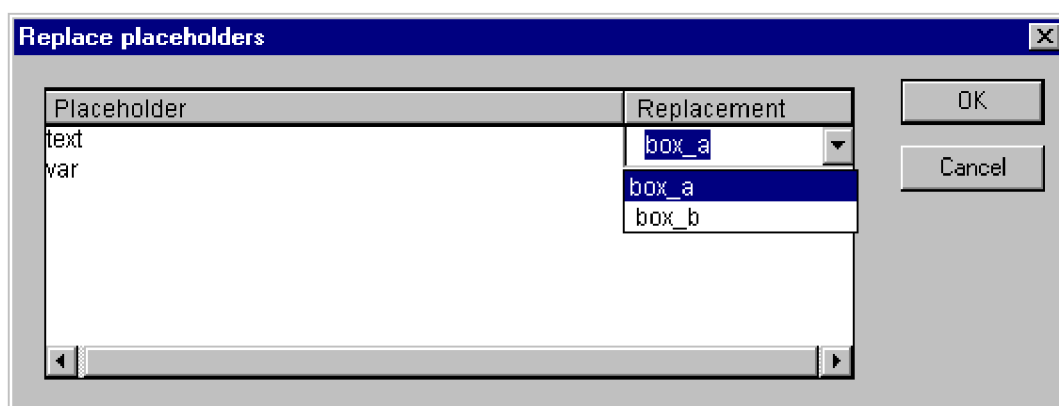 Replace placeholders
Placeholder Replacement
OK
text box_a
var
Cancel
box_a
box_b